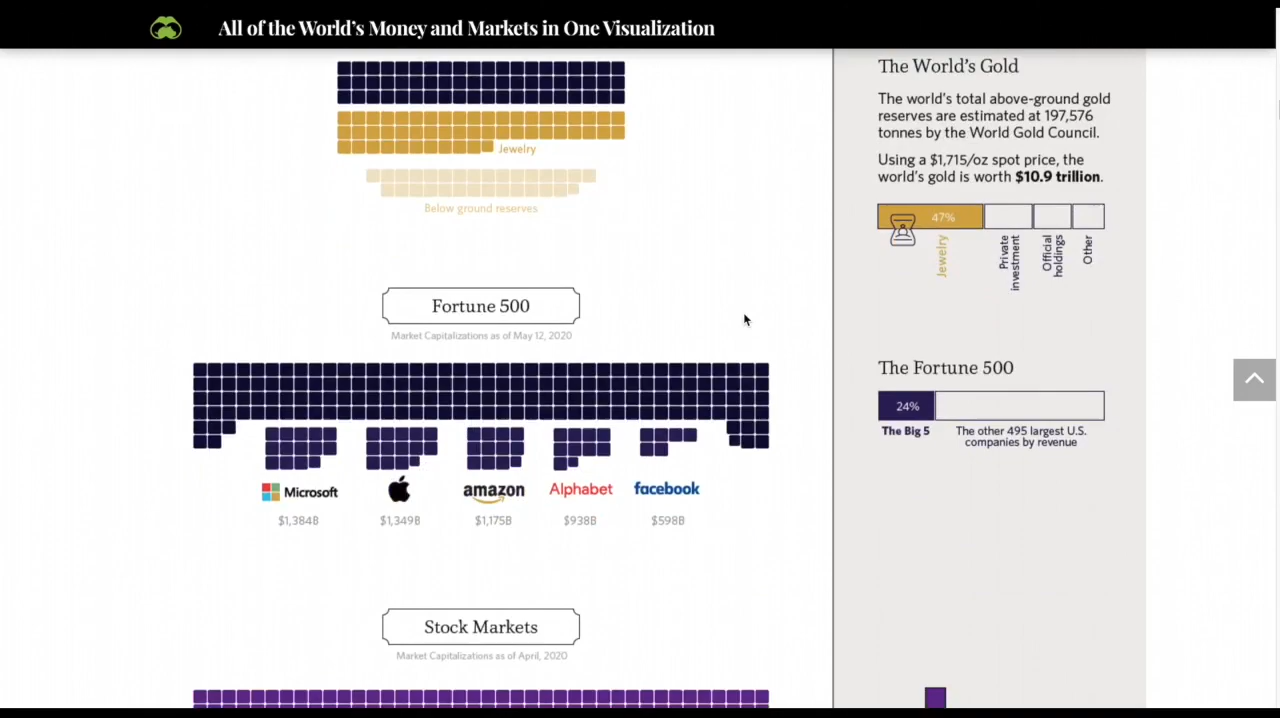 All of the World's Money and Markets in One Visualization
Jewelry
Below ground reserves
Fortune 500
Market Capitalizations as of May 12, 2020
Microsoft
amazon
Alphabet
facebook
$1,384B
$1,349B
$1,175B
$938B
$598B
Stock Markets
Market Capitalizations as of April, 2020
The World's Gold
The world's total above-ground gold
reserves are estimated at 197,576
tonnes by the World Gold Council.
Using a $1,715/oz spot price, the
world's gold is worth $10.9 trillion.
47%
Jewelry
Private
investment
Official
holdings
Other
The Fortune 500
24%
The Big 5
The other 495 largest U.S.
companies by revenue